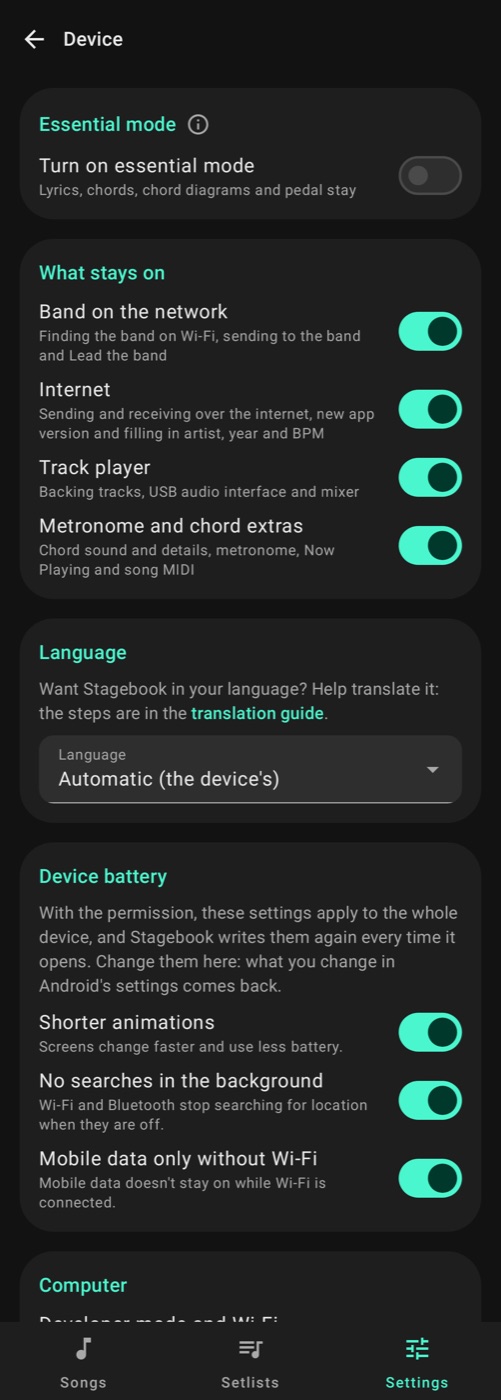 Device
Essential mode
Turn on essential mode
Lyrics, chords, chord diagrams and pedal stay
What stays on
Band on the network
Finding the band on Wi-Fi, sending to the band
and Lead the band
Internet
Sending and receiving over the internet, new app
version and filling in artist, year and BPM
Track player
Backing tracks, USB audio interface and mixer
Metronome and chord extras
Chord sound and details, metronome, Now
Playing and song MIDI
Language
Want Stagebook in your language? Help translate it:
the steps are in the translation guide.
Language
Automatic (the device's)
Device battery
With the permission, these settings apply to the whole
device, and Stagebook writes them again every time it
opens. Change them here: what you change in
Android's settings comes back.
Shorter animations
Screens change faster and use less battery.
No searches in the background
Wi-Fi and Bluetooth stop searching for location
when they are off.
Mobile data only without Wi-Fi
Mobile data doesn't stay on while Wi-Fi is
connected.
Computer
Developer mode and Wi-Fi
Songs
Setlists
Settings